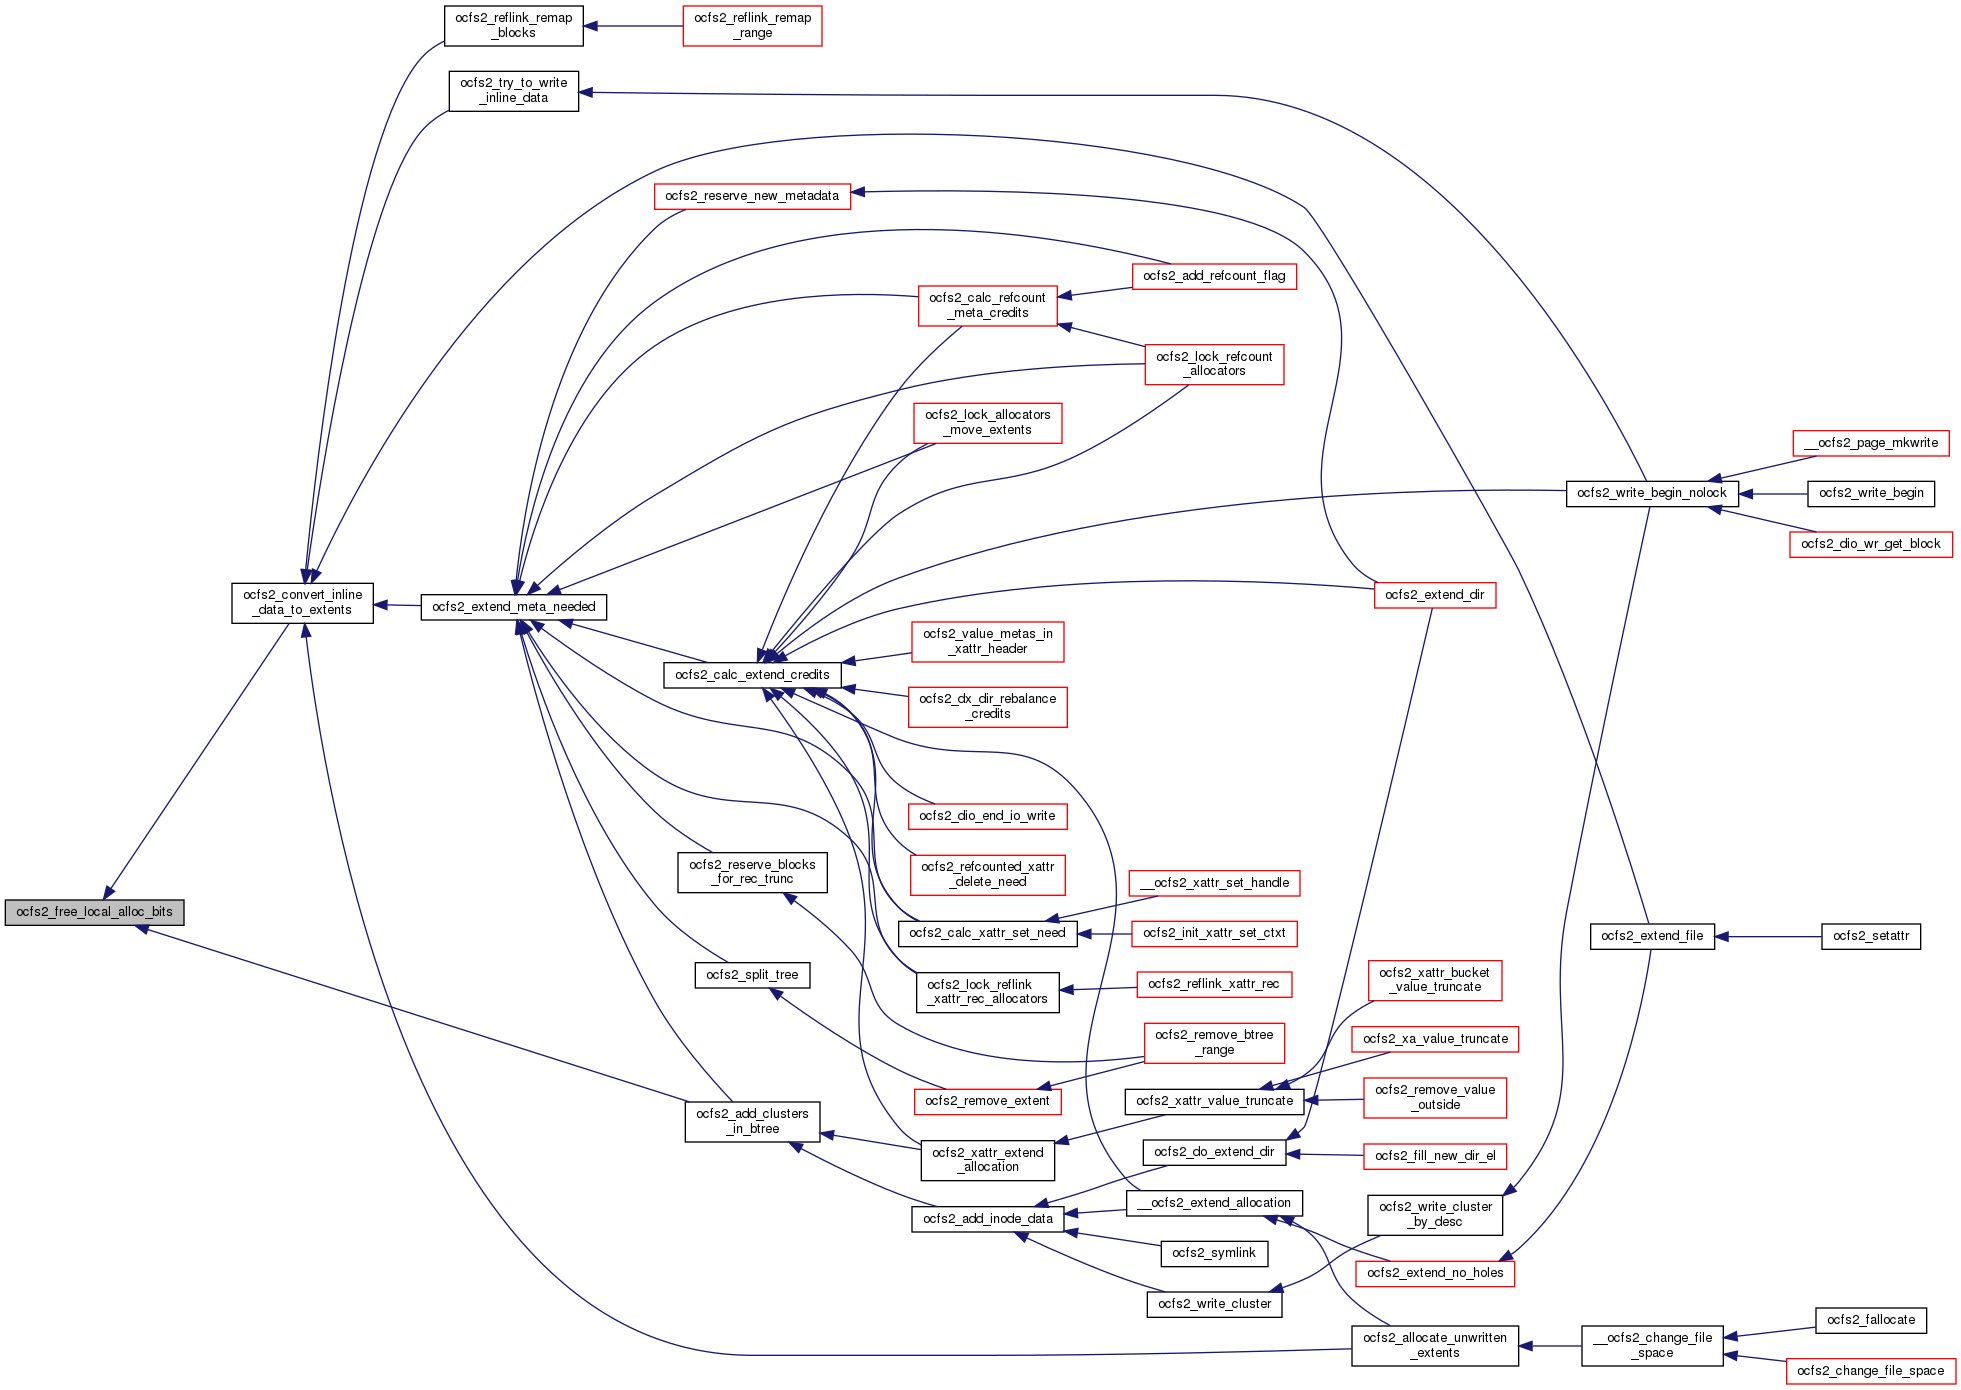 ocfs2_reflink_remap
_blocks
ocfs2_reflink_remap
_range
ocfs2_try_to_write
_inline_data
ocfs2_reserve_new_metadata
ocfs2_add_refcount_flag
ocfs2_calc_refcount
_meta_credits
ocfs2_lock_refcount
_allocators
ocfs2_lock_allocators
_move_extents
__ocfs2_page_mkwrite
ocfs2_write_begin_nolock
ocfs2_write_begin
ocfs2_dio_wr_get_block
ocfs2_convert_inline
_data_to_extents
ocfs2_extend_meta_needed
ocfs2_extend_dir
ocfs2_value_metas_in
_xattr_header
ocfs2_calc_extend_credits
ocfs2_dx_dir_rebalance
_credits
ocfs2_dio_end_io_write
ocfs2_reserve_blocks
_for_rec_trunc
ocfs2_refcounted_xattr
_delete_need
__ocfs2_xattr_set_handle
ocfs2_free_local_alloc_bits
ocfs2_calc_xattr_set_need
ocfs2_init_xattr_set_ctxt
ocfs2_extend_file
ocfs2_setattr
ocfs2_split_tree
ocfs2_lock_reflink
_xattr_rec_allocators
ocfs2_reflink_xattr_rec
ocfs2_xattr_bucket
_value_truncate
ocfs2_remove_btree
_range
ocfs2_xa_value_truncate
ocfs2_remove_extent
ocfs2_xattr_value_truncate
ocfs2_remove_value
_outside
ocfs2_add_clusters
_in_btree
ocfs2_xattr_extend
_allocation
ocfs2_do_extend_dir
ocfs2_fill_new_dir_el
ocfs2_add_inode_data
__ocfs2_extend_allocation
ocfs2_write_cluster
_by_desc
ocfs2_symlink
ocfs2_extend_no_holes
ocfs2_write_cluster
ocfs2_allocate_unwritten
_extents
__ocfs2_change_file
_space
ocfs2_fallocate
ocfs2_change_file_space